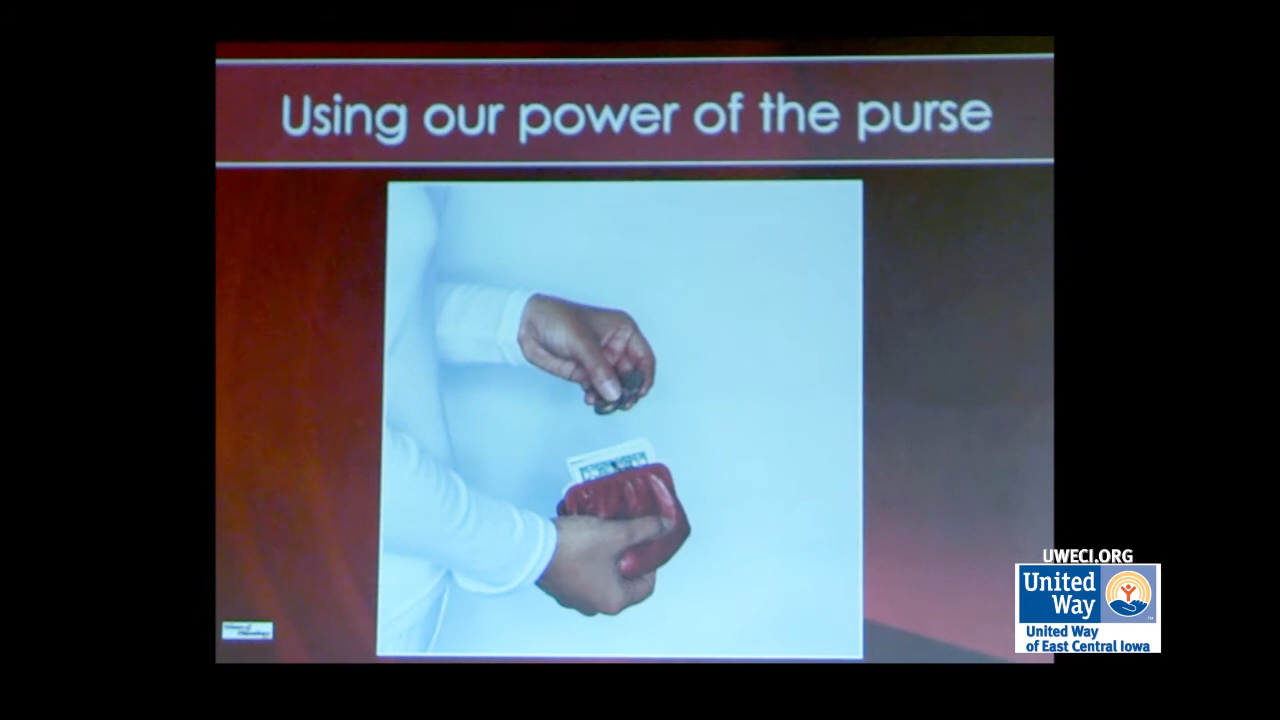 Using our power of the purse
UWECI.ORG
United
Way
United Way
of East Central Iowa